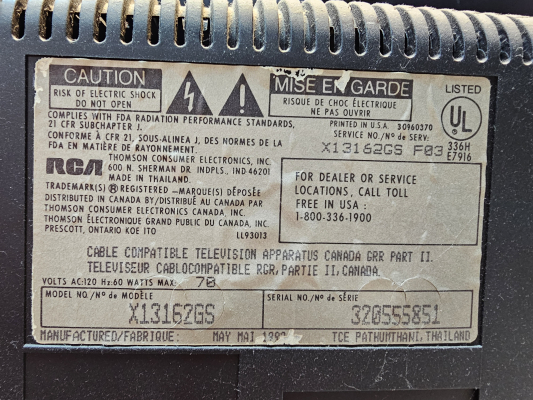 CAUTION
RISK OF ELECTRIC SHOCK
DO NOT OPEN
MISE EN GARDE
RISQUE DE CHOC ÉLECTRIQUE
NE PAS OUVRIR
LISTED
UL
336H
E7916
COMPLIES WITH FDA RADIATION PERFORMANCE STANDARDS,
21 CFR SUBCHAPTER J.
CONFORME À CFR 21, SOUS-ALINEA J, DES NORMES DE LA
FDA EN MATIÈRE DE RAYONNEMENT.
PRINTED IN U.S.A. 30960370
SERVICE NO./Nº de SERV:
X13162GS F03
RCA THOMSON CONSUMER ELECTRONICS, INC.
600 N. SHERMAN DR. INDPLS, IND 46201
MADE IN THAILAND
TRADEMARK(S) ® REGISTERED -MARQUE(S) DÉPOSÉE
DISTRIBUTED IN CANADA BY/DISTRIBUÉ AU CANADA PAR
THOMSON CONSUMER ELECTRONICS CANADA, INC.
THOMSON ÉLECTRONIQUE GRAND PUBLIC DU CANADA, INC.
PRESCOTT, ONTARIO KOE ITO LL93013
FOR DEALER OR SERVICE
LOCATIONS, CALL TOLL
FREE IN USA :
1-800-336-1900
CABLE COMPATIBLE TELEVISION APPARATUS CANADA GRR PART II.
TELEVISEUR CABLOCOMPATIBLE RGR, PARTIE II, CANADA.
VOLTS AC:120 Hz:60 WATTS MAX: 70
MODEL NO./Nº DE MODÈLE:
X13162GS
SERIAL NO./Nº de SÉRIE:
320555851
MANUFACTURED/FABRIQUE: MAY MAI TCE PATHUMTHANI, THAILAND